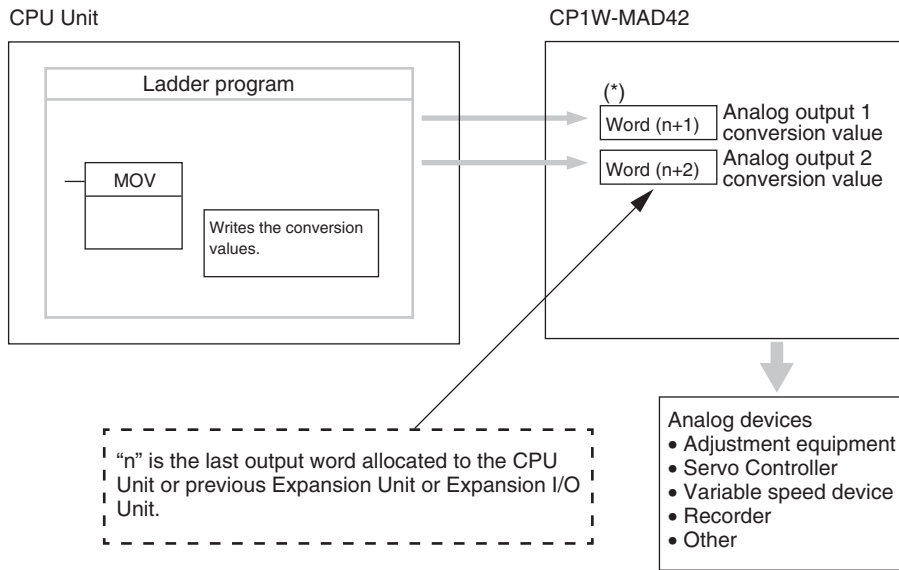 CPU Unit
Ladder program
MOV
Writes the conversion
values.
CP1W-MAD42
(*)
Word (n+1)
Analog output 1
conversion value
Word (n+2)
Analog output 2
conversion value
“n” is the last output word allocated to the CPU
Unit or previous Expansion Unit or Expansion I/O
Unit.
Analog devices
• Adjustment equipment
• Servo Controller
• Variable speed device
• Recorder
• Other